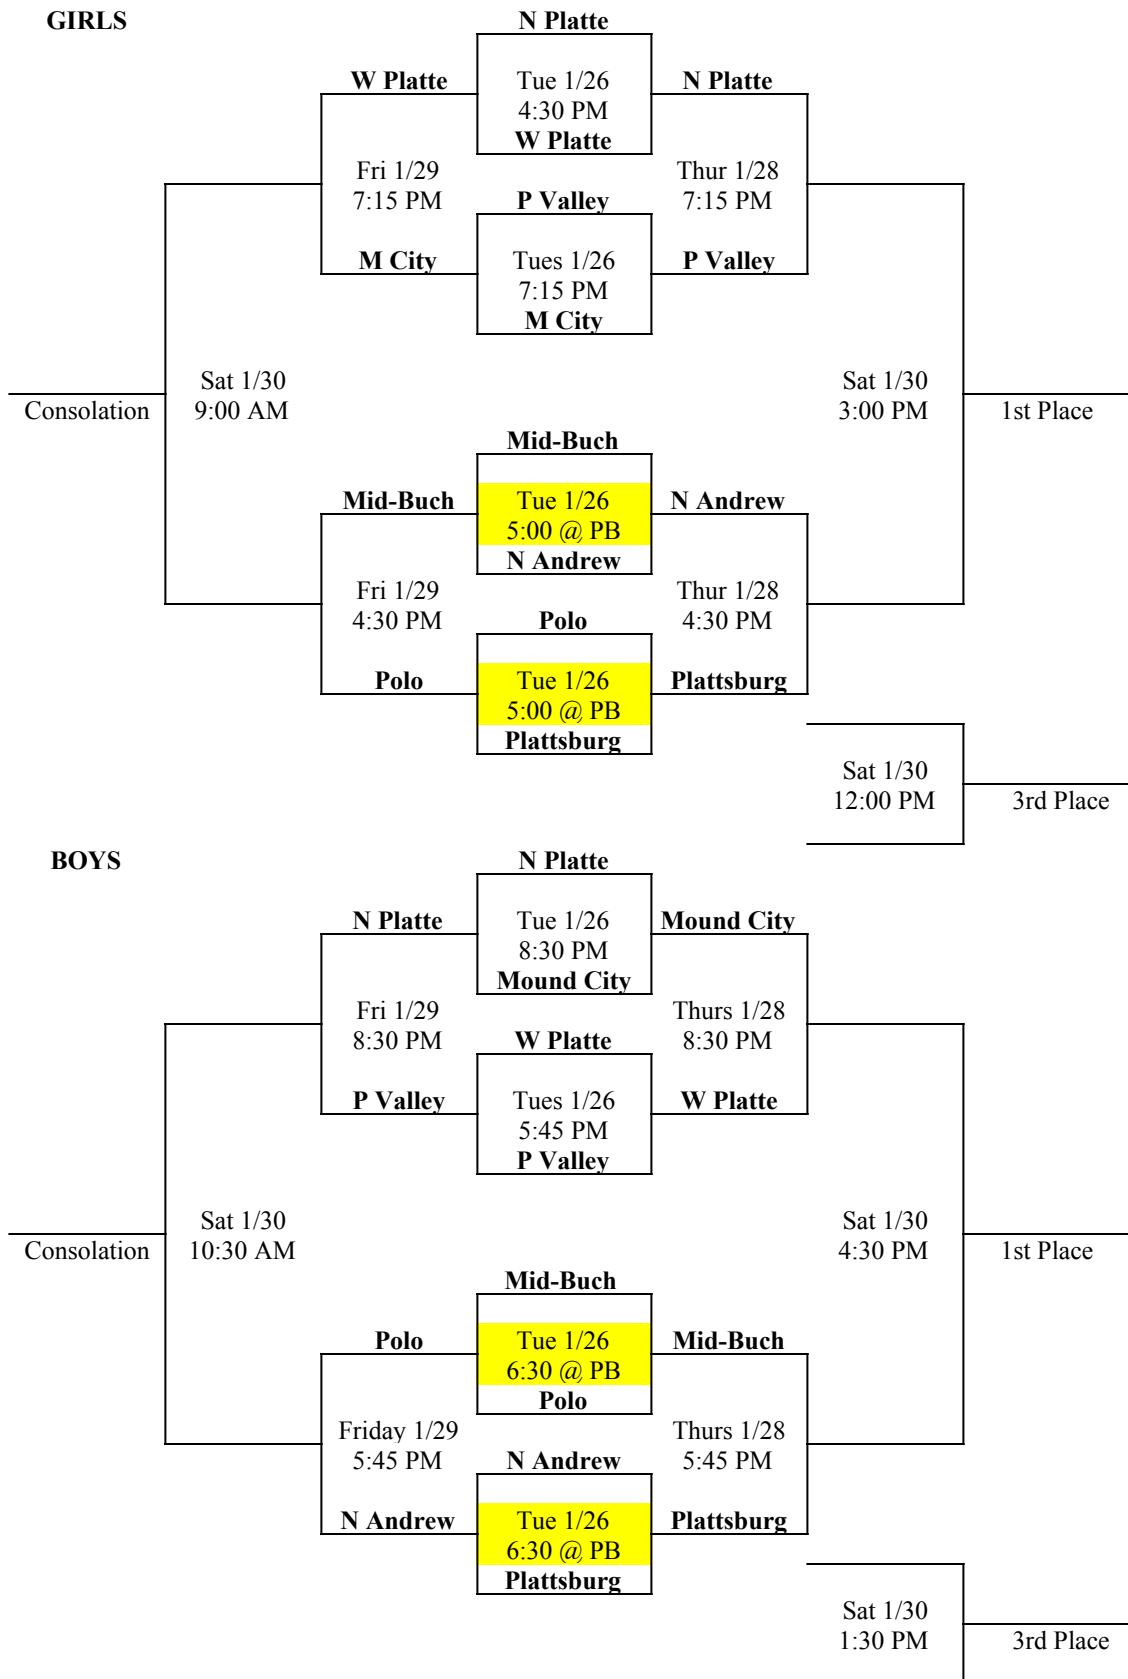 GIRLS
N Platte
W Platte
Tue 1/26
N Platte
4:30 PM
W Platte
Fri 1/29
Thur 1/28
7:15 PM
P Valley
7:15 PM
M City
Tues 1/26
P Valley
7:15 PM
M City
Sat 1/30
Sat 1/30
Consolation
9:00 AM
3:00 PM
1st Place
Mid-Buch
Mid-Buch
Tue 1/26
N Andrew
5:00 @ PB
N Andrew
Fri 1/29
Thur 1/28
4:30 PM
Polo
4:30 PM
Polo
Tue 1/26
Plattsburg
5:00 @ PB
Plattsburg
Sat 1/30
12:00 PM
3rd Place
BOYS
N Platte
N Platte
Tue 1/26
Mound City
8:30 PM
Mound City
Fri 1/29
Thurs 1/28
8:30 PM
W Platte
8:30 PM
P Valley
Tues 1/26
W Platte
5:45 PM
P Valley
Sat 1/30
Sat 1/30
Consolation
10:30 AM
4:30 PM
1st Place
Mid-Buch
Polo
Tue 1/26
Mid-Buch
6:30 @ PB
Polo
Friday 1/29
Thurs 1/28
5:45 PM
N Andrew
5:45 PM
N Andrew
Tue 1/26
Plattsburg
6:30 @ PB
Plattsburg
Sat 1/30
1:30 PM
3rd Place